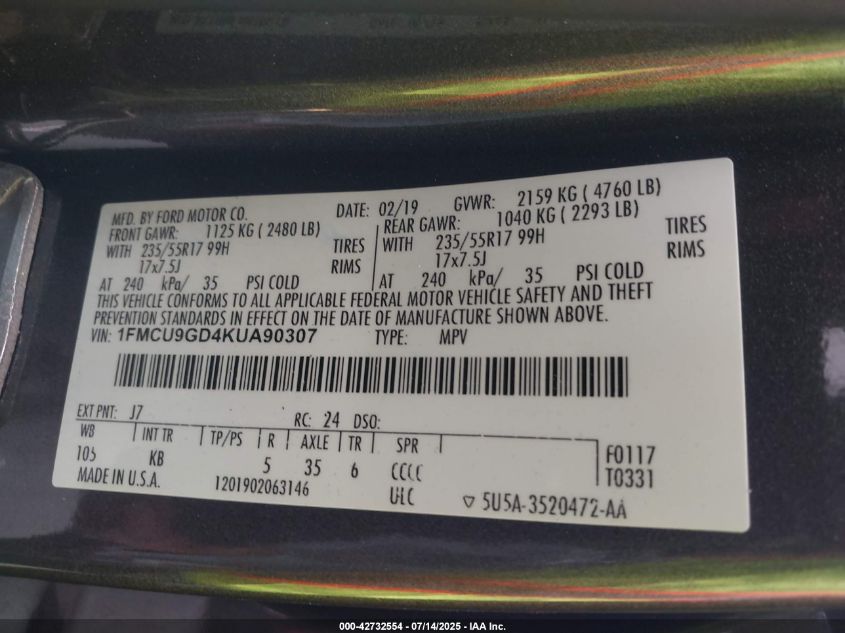 MFD. BY FORD MOTOR CO. DATE: 02/19 GVWR: 2159 KG ( 4760 LB)
FRONT GAWR: 1125 KG ( 2480 LB) REAR GAWR: 1040 KG ( 2293 LB)
WITH 235/55R17 99H TIRES WITH 235/55R17 99H TIRES
17x7.5J RIMS 17x7.5J RIMS
AT 240 kPa/ 35 PSI COLD AT 240 kPa/ 35 PSI COLD
THIS VEHICLE CONFORMS TO ALL APPLICABLE FEDERAL MOTOR VEHICLE SAFETY AND THEFT
PREVENTION STANDARDS IN EFFECT ON THE DATE OF MANUFACTURE SHOWN ABOVE.
VIN: 1FMCU9GD4KUA90307 TYPE: MPV
EXT PNT: J7 RC: 24 DSO:
WB INT TR TP/PS R AXLE TR SPR F0117
105 KB 5 35 6 CCCC T0331
MADE IN U.S.A. 1201902063146 ULC 5U5A-3520472-AA
000-42732554 / 07/14/2025 / IAA Inc.